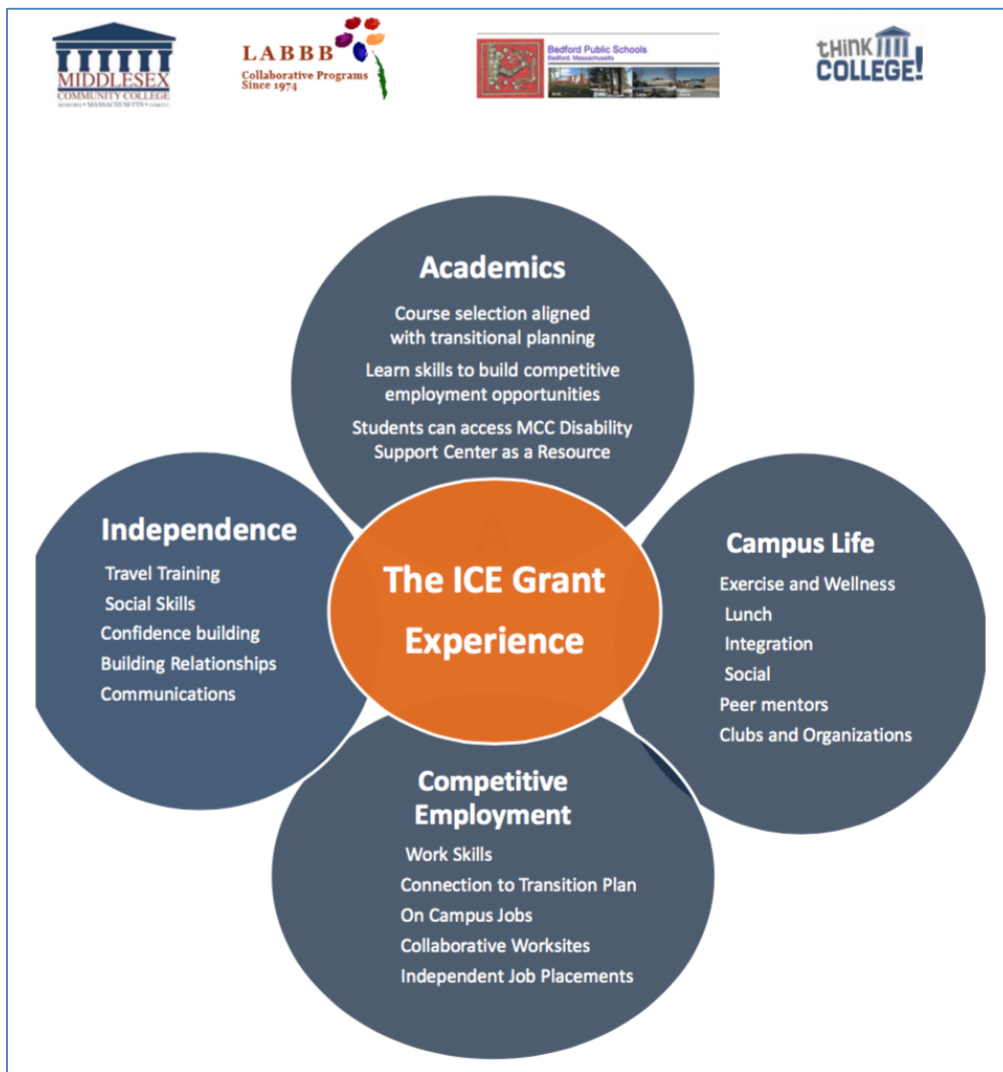 MIDDLESEX
COMMUNITY COLLEGE
LABBB
Collaborative Programs
Since 1974
Bedford Public Schools
Bedford, Massachusetts
tHiNK
COLLEGE!
Academics
Course selection aligned
with transitional planning
Learn skills to build competitive
employment opportunities
Students can access MCC Disability
Support Center as a Resource
Independence
Travel Training
Social Skills
Confidence building
Building Relationships
Communications
The ICE Grant
Experience
Campus Life
Exercise and Wellness
Lunch
Integration
Social
Peer mentors
Clubs and Organizations
Competitive
Employment
Work Skills
Connection to Transition Plan
On Campus Jobs
Collaborative Worksites
Independent Job Placements